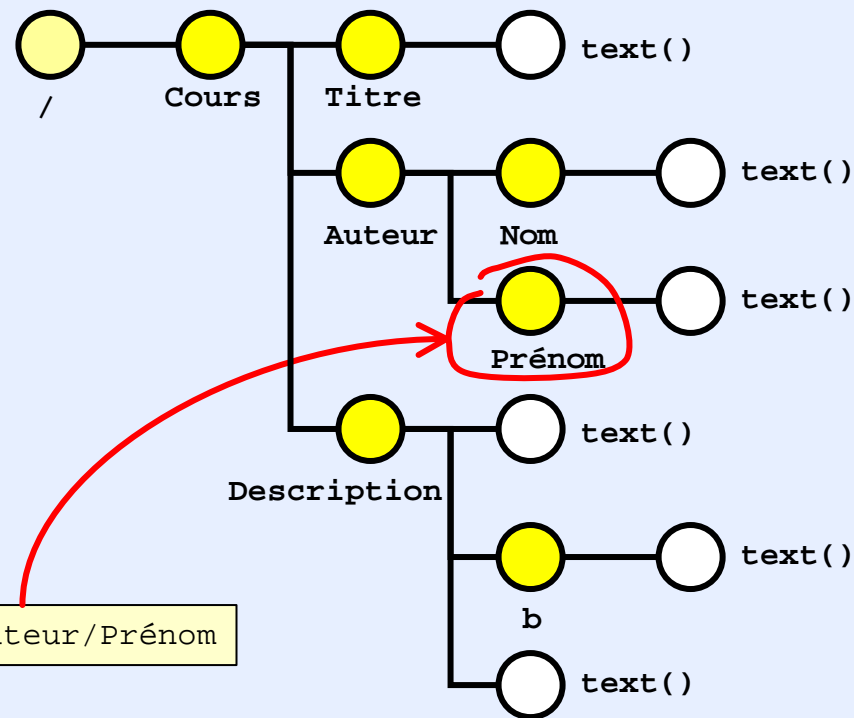 text()
/ Cours Titre
text()
Auteur Nom
text()
Prénom
text()
Description
text()
teur/Prénom
b
text()